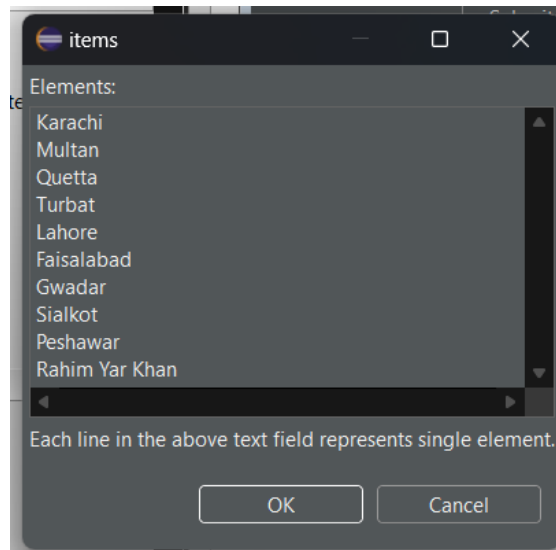 items
Elements:
te
Karachi
Multan
Quetta
Turbat
Lahore
Faisalabad
Gwadar
Sialkot
Peshawar
Rahim Yar Khan
Each line in the above text field represents single element.
OK
Cancel